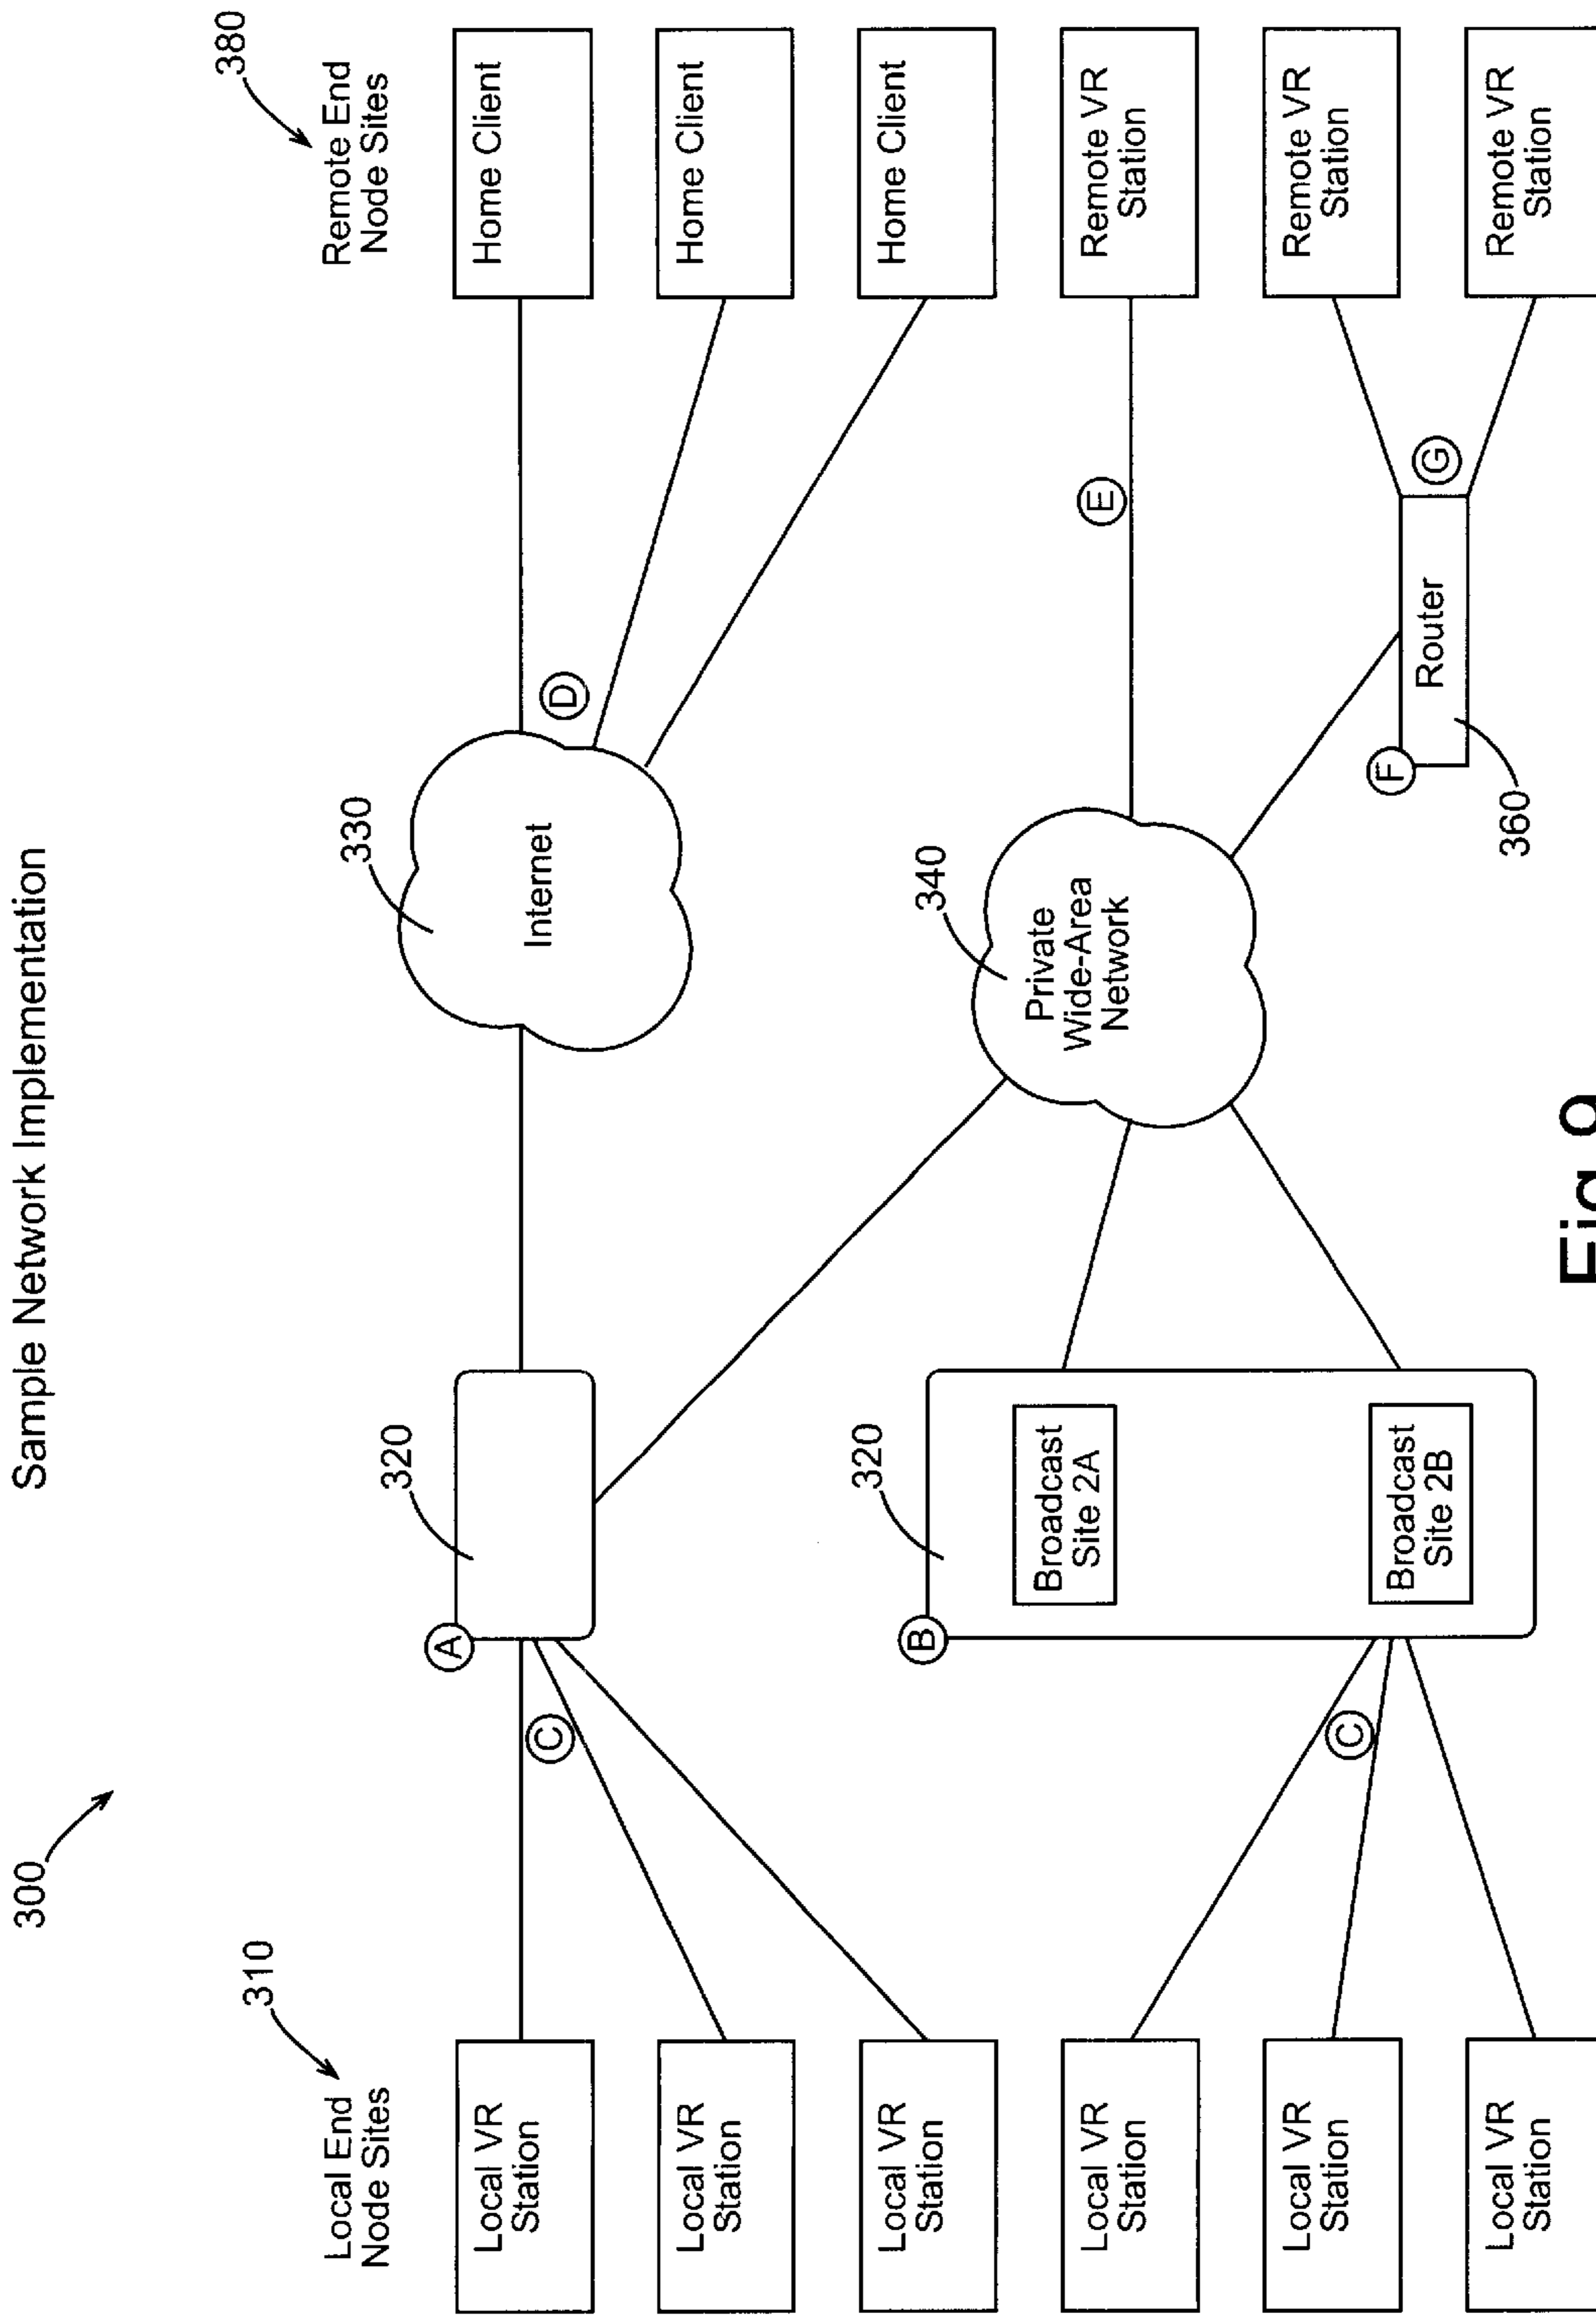 Sample Network Implementation
300
310
Local End
Node Sites
Local VR
Station
Local VR
Station
Local VR
Station
Local VR
Station
Local VR
Station
Local VR
Station
C
C
A
320
B
320
Broadcast
Site 2A
Broadcast
Site 2B
330
Internet
340
Private
Wide-Area
Network
D
E
F
Router
360
G
380
Remote End
Node Sites
Home Client
Home Client
Home Client
Remote VR
Station
Remote VR
Station
Remote VR
Station